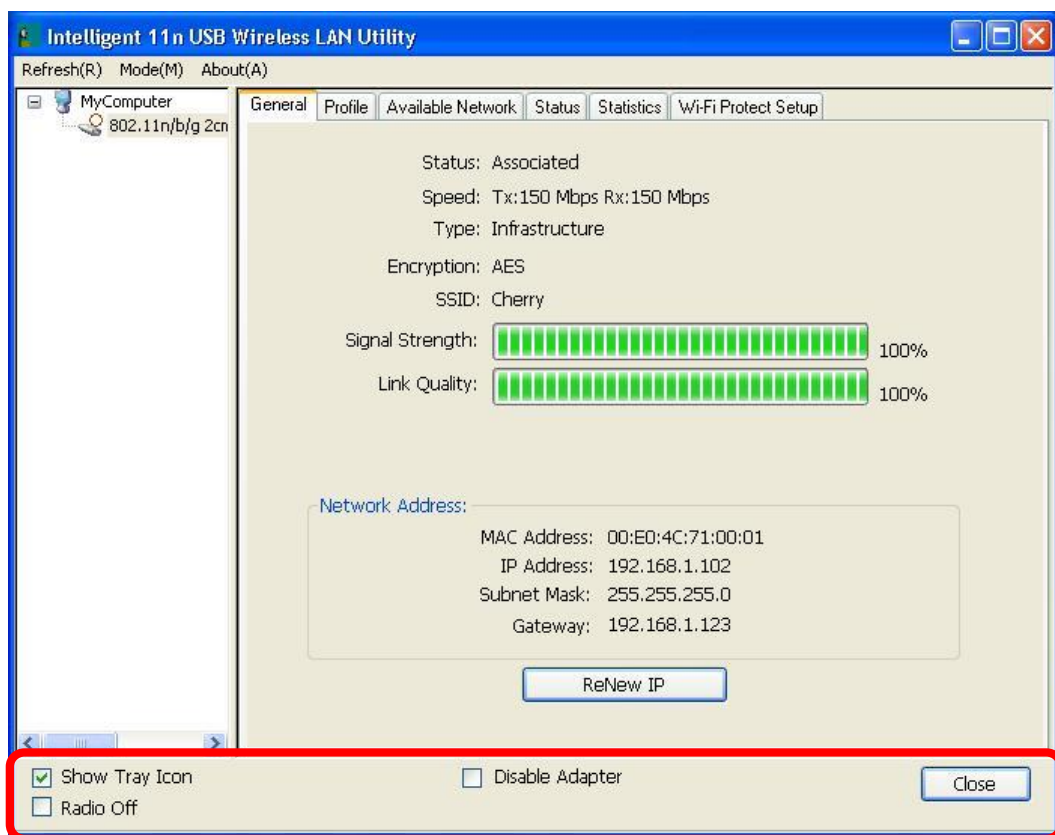 Intelligent 11n USB Wireless LAN Utility
Refresh(R) Mode(M) About(A)
MyComputer
802.11n/b/g 2cn
General Profile Available Network Status Statistics Wi-Fi Protect Setup
Status: Associated
Speed: Tx:150 Mbps Rx:150 Mbps
Type: Infrastructure
Encryption: AES
SSID: Cherry
Signal Strength: 100%
Link Quality: 100%
Network Address:
MAC Address: 00:E0:4C:71:00:01
IP Address: 192.168.1.102
Subnet Mask: 255.255.255.0
Gateway: 192.168.1.123
ReNew IP
Show Tray Icon Disable Adapter Close
Radio Off